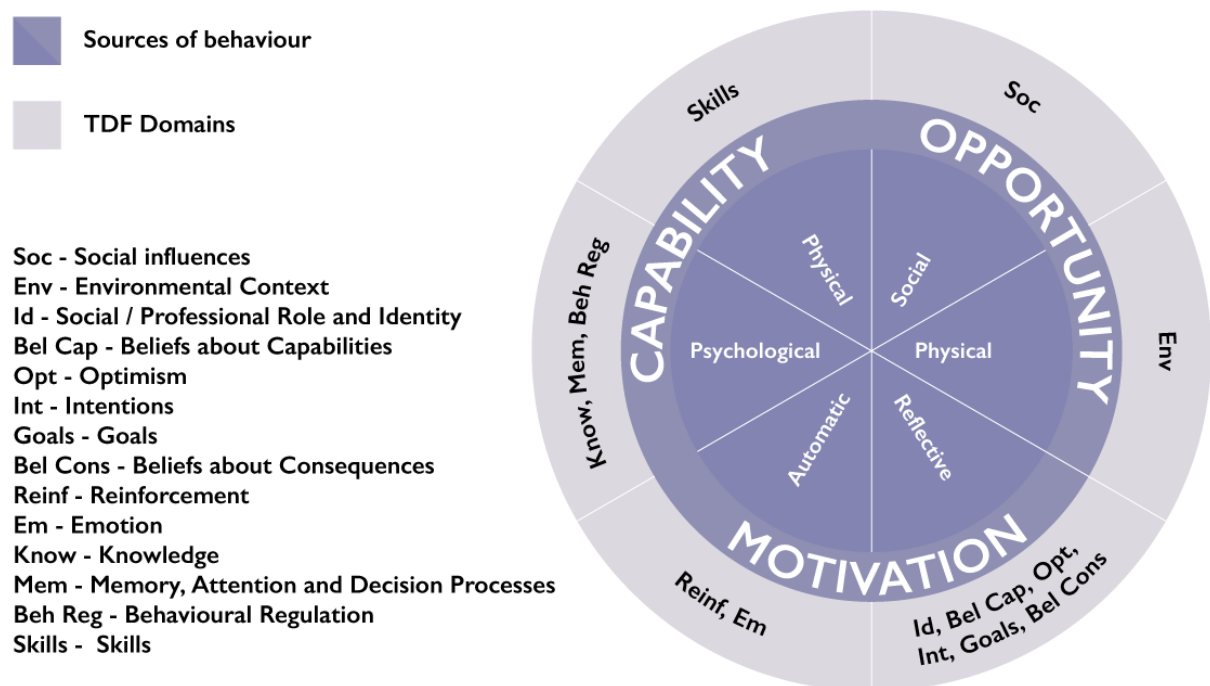 Sources of behaviour
TDF Domains
Soc - Social influences
Env - Environmental Context
Id - Social / Professional Role and Identity
Bel Cap - Beliefs about Capabilities
Opt - Optimism
Int - Intentions
Goals - Goals
Bel Cons - Beliefs about Consequences
Reinf - Reinforcement
Em - Emotion
Know - Knowledge
Mem - Memory, Attention and Decision Processes
Beh Reg - Behavioural Regulation
Skills -  Skills
Skills
Soc
Know, Mem, Beh Reg
Env
Reinf, Em
Id, Bel Cap, Opt,
Int, Goals, Bel Cons
CAPABILITY
OPPORTUNITY
MOTIVATION
Physical
Social
Psychological
Physical
Automatic
Reflective